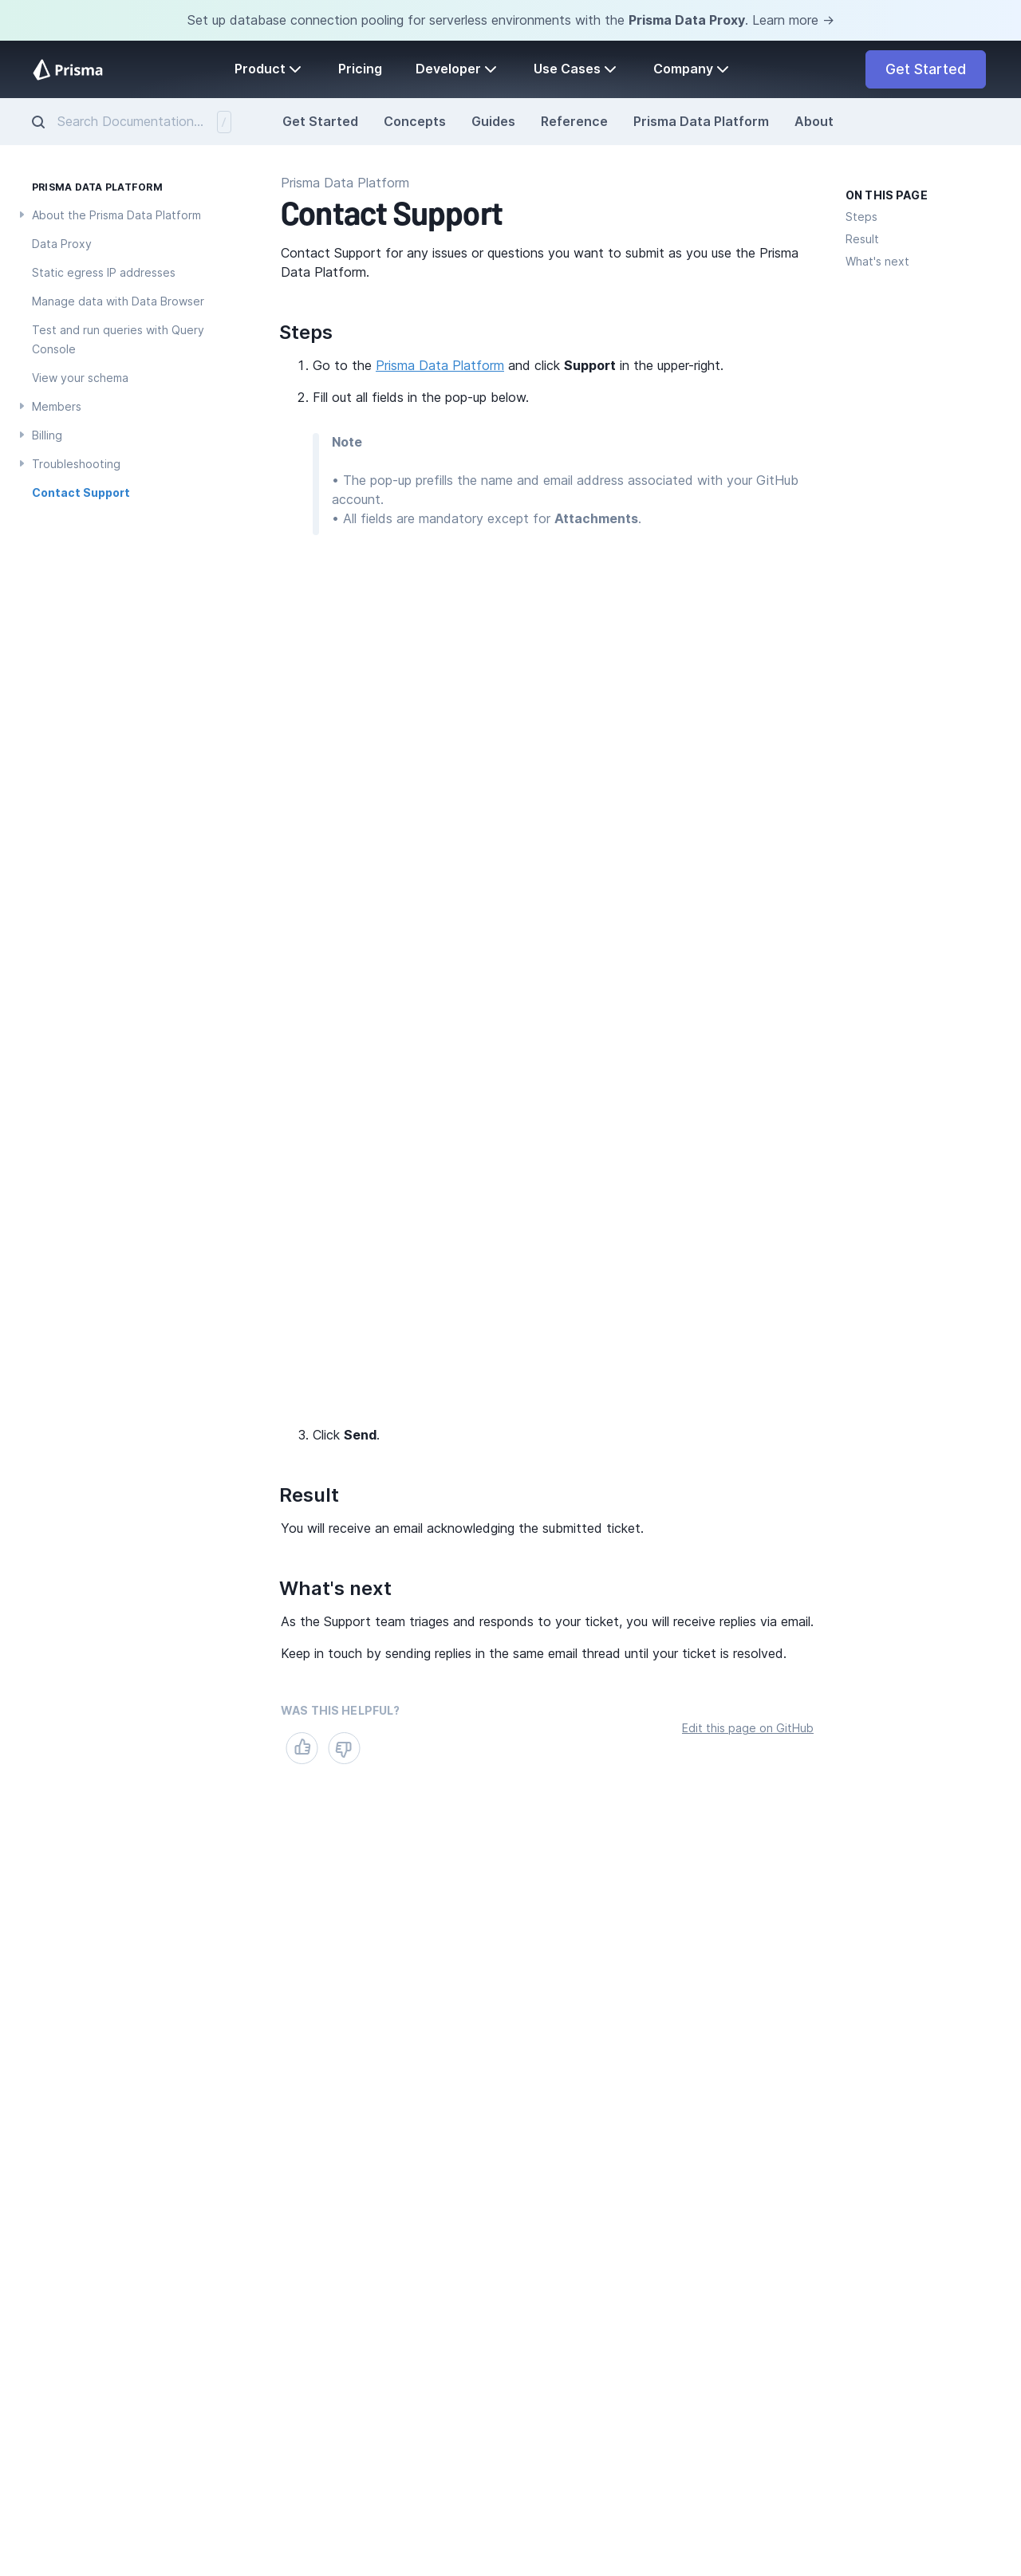 Set up database connection pooling for serverless environments with the Prisma Data Proxy. Learn more →
Prisma
Product
Pricing
Developer
Use Cases
Company
Get Started
Search Documentation...
/
Get Started
Concepts
Guides
Reference
Prisma Data Platform
About
PRISMA DATA PLATFORM
About the Prisma Data Platform
Data Proxy
Static egress IP addresses
Manage data with Data Browser
Test and run queries with Query
Console
View your schema
Members
Billing
Troubleshooting
Contact Support
Prisma Data Platform
Contact Support
Contact Support for any issues or questions you want to submit as you use the Prisma
Data Platform.
Steps
1. Go to the Prisma Data Platform and click Support in the upper-right.
2. Fill out all fields in the pop-up below.
Note
• The pop-up prefills the name and email address associated with your GitHub
account.
• All fields are mandatory except for Attachments.
3. Click Send.
Result
You will receive an email acknowledging the submitted ticket.
What's next
As the Support team triages and responds to your ticket, you will receive replies via email.
Keep in touch by sending replies in the same email thread until your ticket is resolved.
WAS THIS HELPFUL?
Edit this page on GitHub
ON THIS PAGE
Steps
Result
What's next